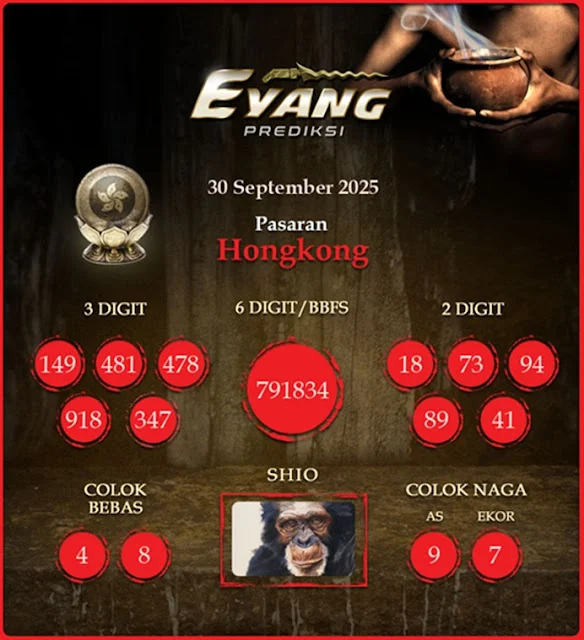 EYANG
PREDIKSI
30 September 2025
Pasaran
Hongkong
3 DIGIT
149 481 478
918 347
6 DIGIT/BBFS
791834
2 DIGIT
18 73 94
89 41
COLOK
BEBAS
4 8
SHIO
COLOK NAGA
AS EKOR
9 7